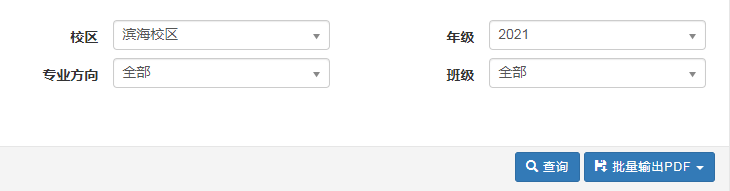 校区 滨海校区 年级 2021
专业方向 全部 班级 全部
查询 批量输出PDF